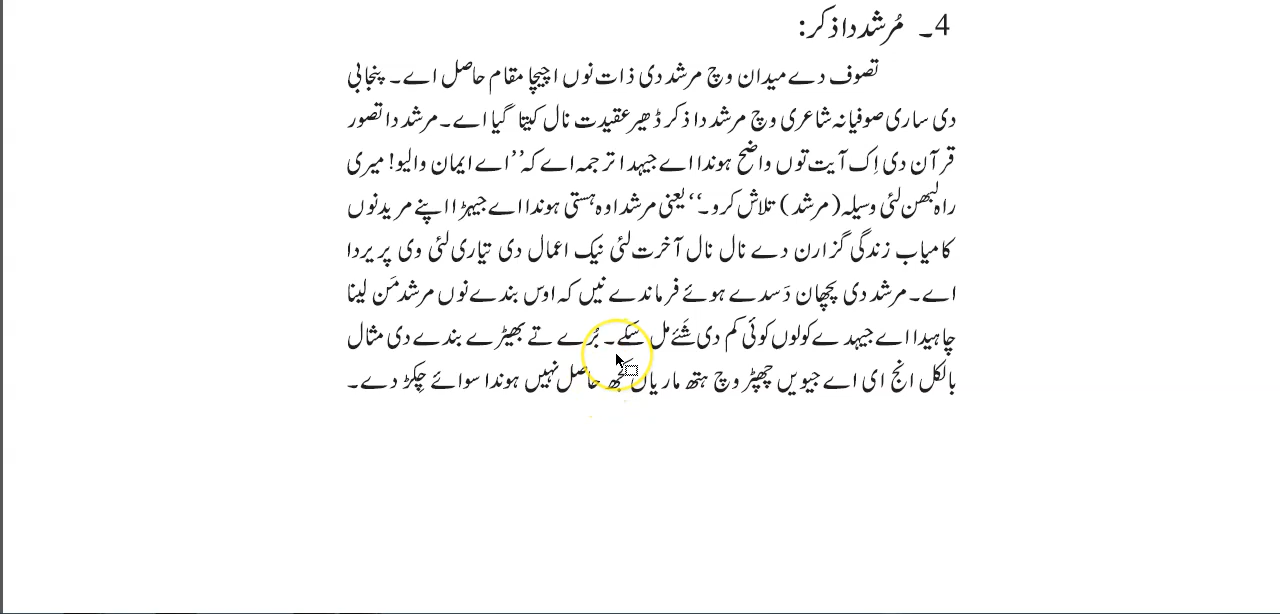 4۔ مُرشد دا ذکر:
تصوف دے میدان وچ مرشد دی ذات نوں اچیچا مقام حاصل اے۔ پنجابی
دی ساری صوفیانہ شاعری وچ مرشد دا ذکر ڈھیر عقیدت نال کیتا گیا اے۔ مرشد دا تصور
قرآن دی اِک آیت توں واضح ہوندا اے جیہدا ترجمہ اے کہ ’’اے ایمان والیو! میری
راہ لبھن لئی وسیلہ (مرشد) تلاش کرو۔‘‘ یعنی مرشد اوہ ہستی ہوندا اے جیہڑا اپنے مریدنوں
کامیاب زندگی گزارن دے نال نال آخرت لئی نیک اعمال دی تیاری لئی وی پریردا
اے۔ مرشد دی پچھان دَسدے ہوئے فرماندے نیں کہ اوس بندے نوں مرشد مَن لینا
چاہیدا اے جیہدے کولوں کوئی کم دی شَئے مل سکے۔ بُرے تے بھیڑے بندے دی مثال
بالکل انج ای اے جیویں چھپڑ وچ ہتھ ماریاں کجھ حاصل نہیں ہوندا سوائے چِکڑ دے۔